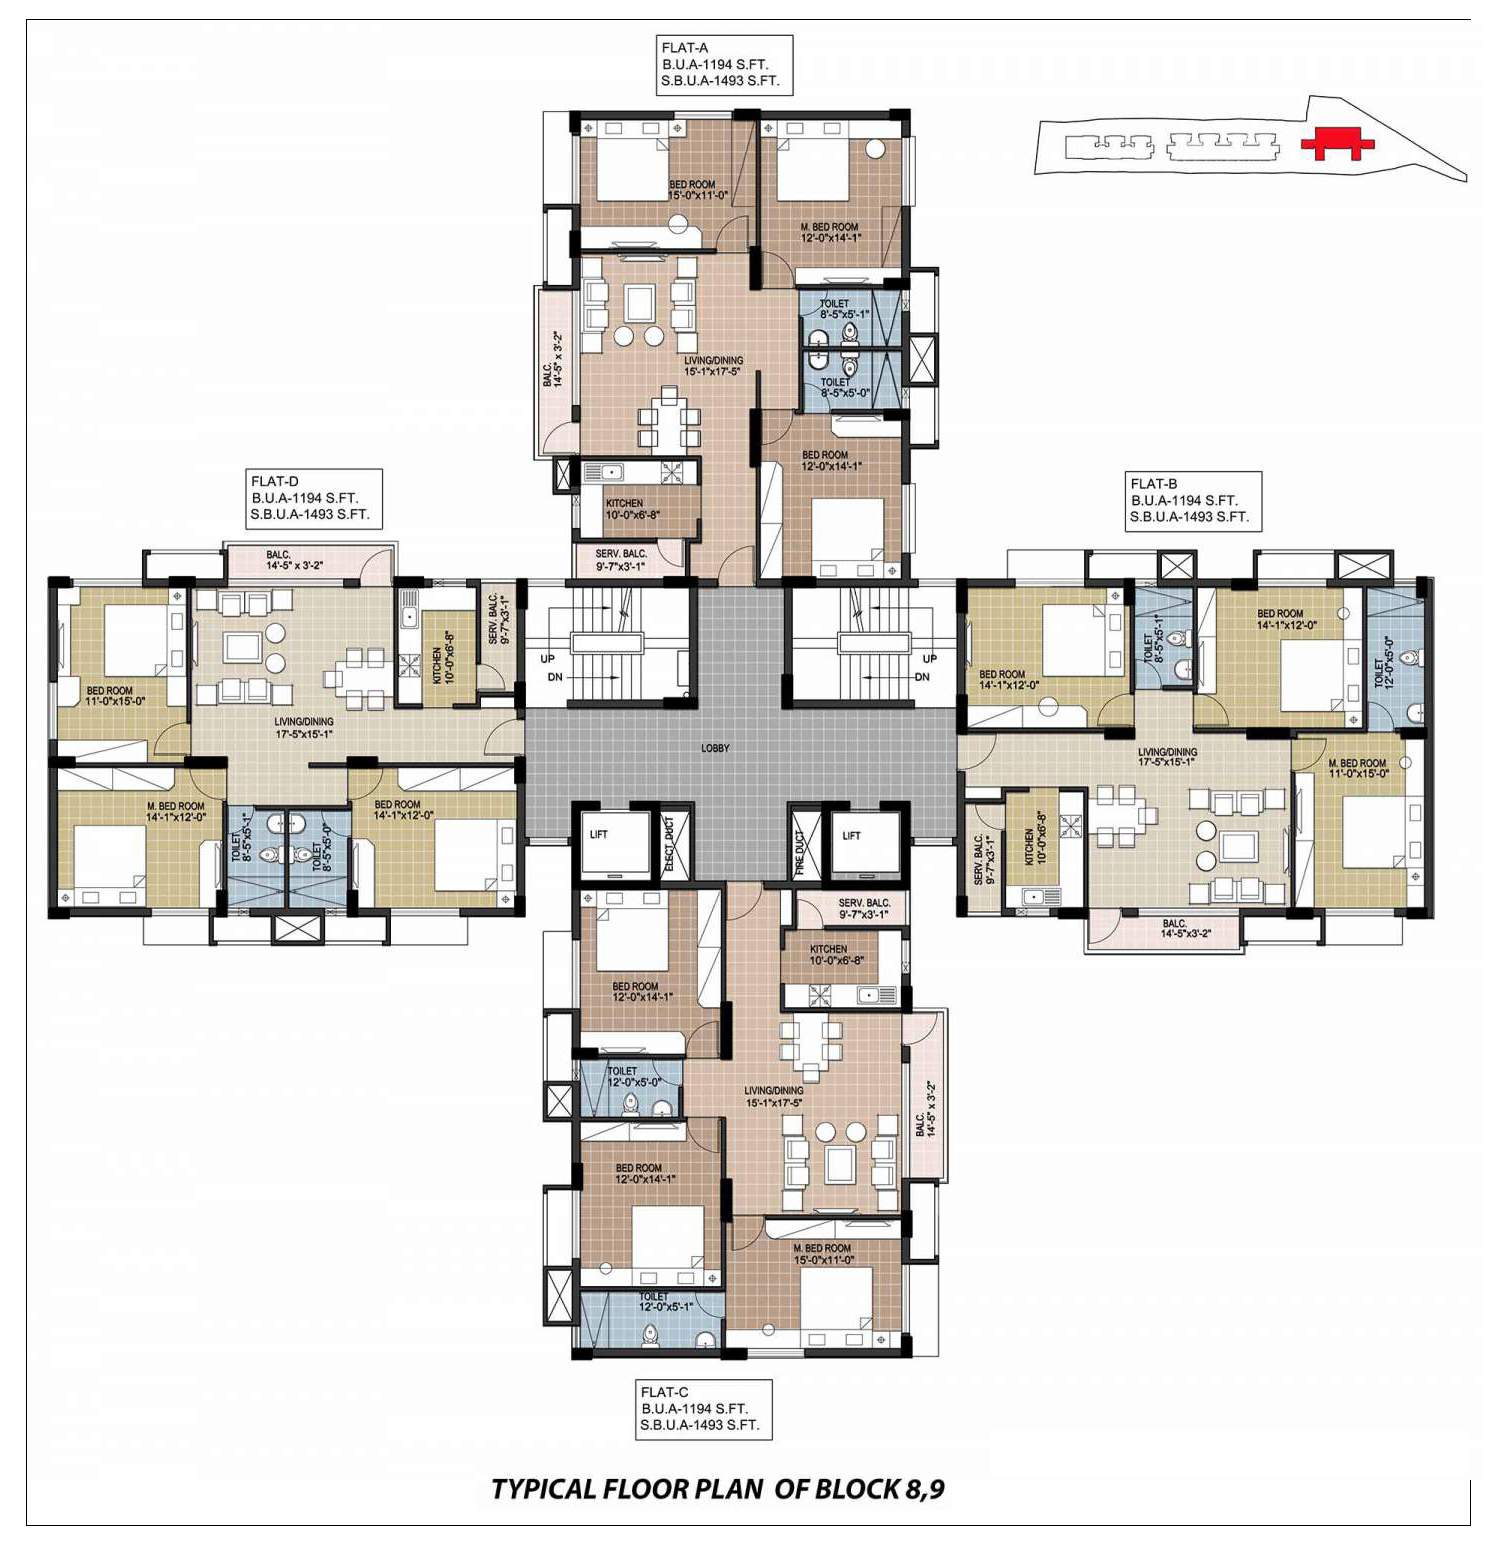 FLAT-A
B.U.A-1194 S.FT.
S.B.U.A-1493 S.FT.
BED ROOM
15'-0"x11'-0"
M. BED ROOM
12'-0"x14'-1"
TOILET
8'-5"x5'-1"
BALC.
14'-5" x 3'-2"
LIVING/DINING
15'-1"x17'-5"
TOILET
8'-5"x5'-0"
BED ROOM
12'-0"x14'-1"
KITCHEN
10'-0"x6'-8"
SERV. BALC.
9'-7"x3'-1"
FLAT-D
B.U.A-1194 S.FT.
S.B.U.A-1493 S.FT.
BALC.
14'-5" x 3'-2"
BED ROOM
11'-0"x15'-0"
LIVING/DINING
17'-5"x15'-1"
KITCHEN
10'-0"x6'-8"
SERV. BALC.
9'-7"x3'-1"
M. BED ROOM
14'-1"x12'-0"
TOILET
8'-5"x5'-1"
TOILET
8'-5"x5'-0"
BED ROOM
14'-1"x12'-0"
UP
DN
UP
DN
LOBBY
LIFT
ELECT.DUCT
FIRE DUCT
LIFT
FLAT-B
B.U.A-1194 S.FT.
S.B.U.A-1493 S.FT.
BED ROOM
14'-1"x12'-0"
TOILET
8'-5"x5'-1"
BED ROOM
14'-1"x12'-0"
TOILET
12'-0"x5'-0"
LIVING/DINING
17'-5"x15'-1"
M. BED ROOM
11'-0"x15'-0"
SERV. BALC.
9'-7"x3'-1"
KITCHEN
10'-0"x6'-8"
BALC.
14'-5"x3'-2"
SERV. BALC.
9'-7"x3'-1"
KITCHEN
10'-0"x6'-8"
BED ROOM
12'-0"x14'-1"
TOILET
12'-0"x5'-0"
LIVING/DINING
15'-1"x17'-5"
BALC.
14'-5" x 3'-2"
BED ROOM
12'-0"x14'-1"
M. BED ROOM
15'-0"x11'-0"
TOILET
12'-0"x5'-1"
FLAT-C
B.U.A-1194 S.FT.
S.B.U.A-1493 S.FT.
TYPICAL FLOOR PLAN OF BLOCK 8,9